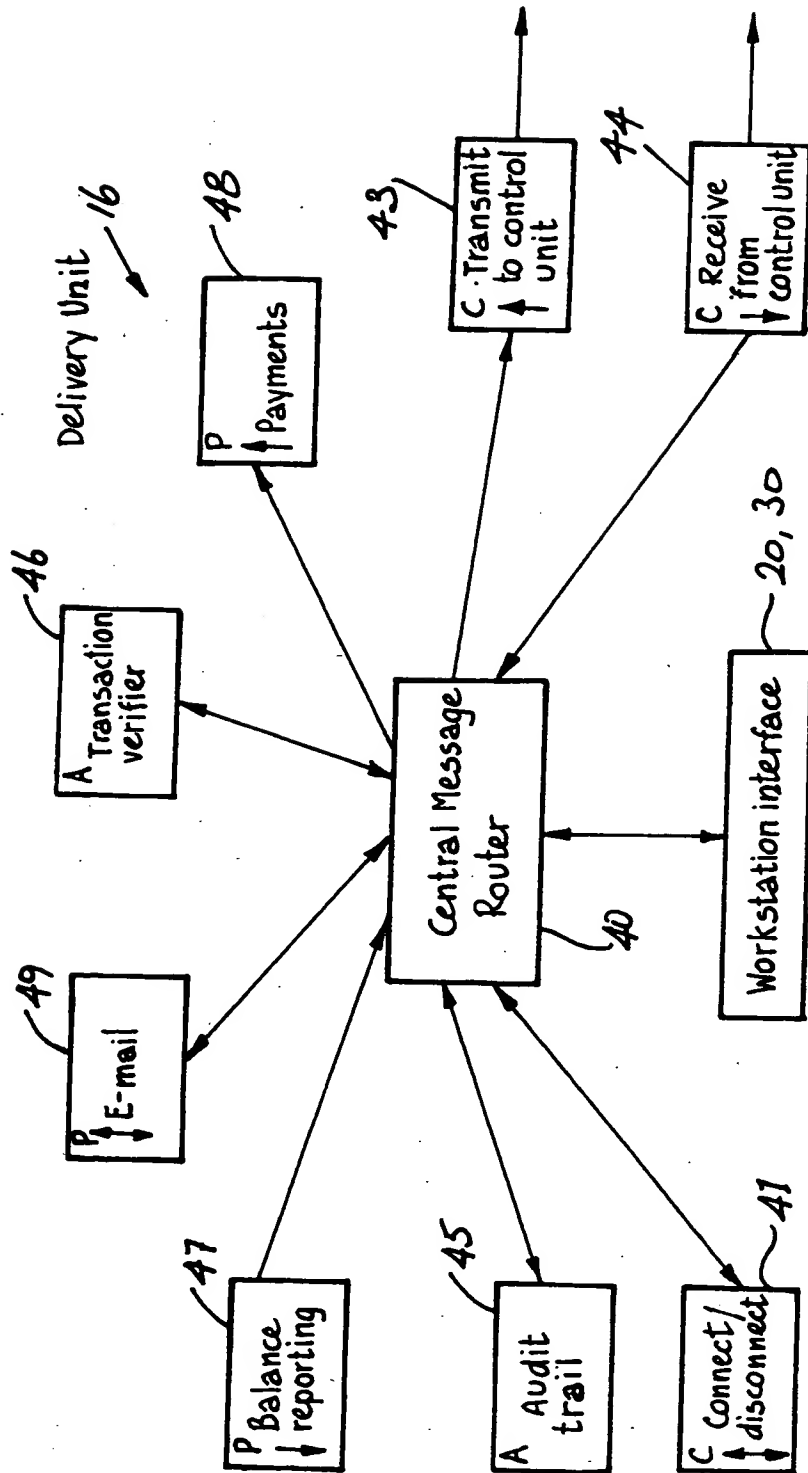 Delivery Unit 16
47
P Balance
reporting
49
P
E-mail
46
A Transaction
verifier
48
P
Payments
45
A
Audit
trail
Central Message
Router
40
43
C · Transmit
to control
unit
41
C Connect/
disconnect
Workstation interface
20, 30
44
C Receive
from
control unit